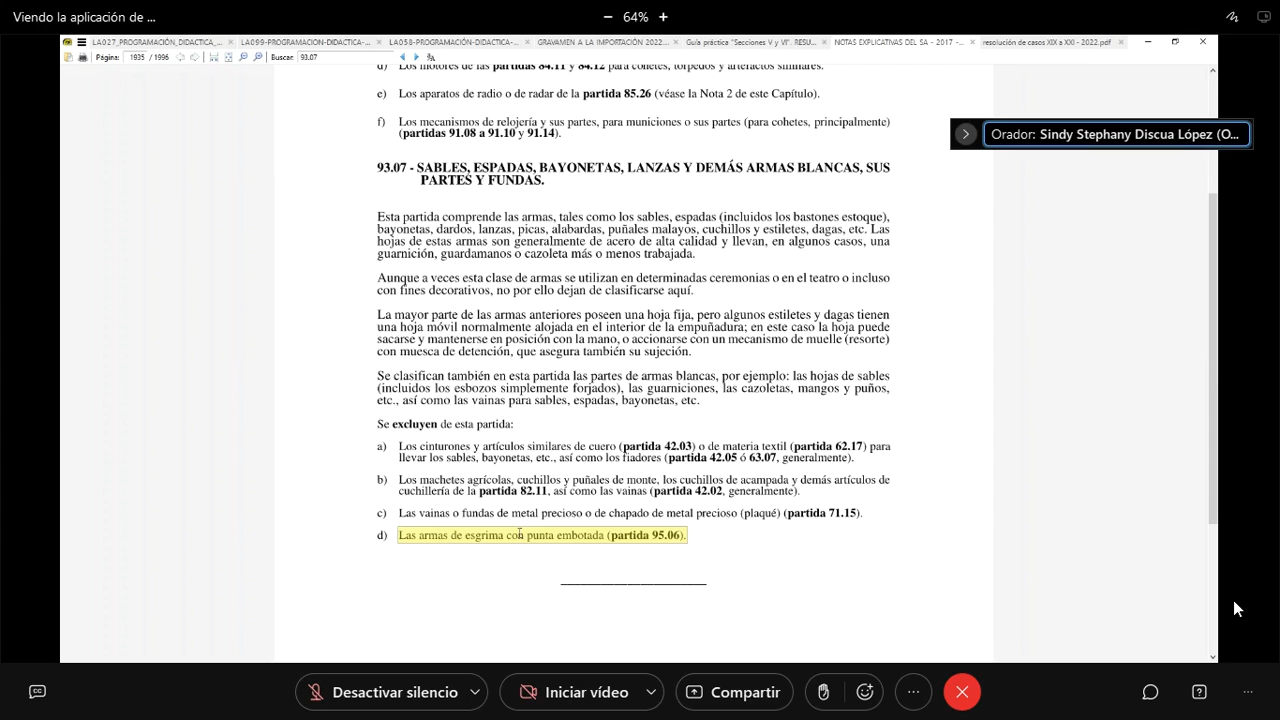 Viendo la aplicación de ...
64%
LA027_PROGRAMACIÓN_DIDACTICA_...
LA099-PROGRAMACION-DIDACTICA-...
LA058-PROGRAMACIÓN-DIDACTICA-...
GRAVAMEN A LA IMPORTACIÓN 2022....
Guía práctica "Secciones V y VI". RESU...
NOTAS EXPLICATIVAS DEL SA - 2017 -...
resolución de casos XIX a XXI - 2022.pdf
Página: 1935 / 1996
Buscar: 93.07
d) Los motores de las partidas 84.11 y 84.12 para cohetes, torpedos y artefactos similares.
e) Los aparatos de radio o de radar de la partida 85.26 (véase la Nota 2 de este Capítulo).
f) Los mecanismos de relojería y sus partes, para municiones o sus partes (para cohetes, principalmente)
(partidas 91.08 a 91.10 y 91.14).
Orador: Sindy Stephany Discua López (O...
93.07 - SABLES, ESPADAS, BAYONETAS, LANZAS Y DEMÁS ARMAS BLANCAS, SUS
PARTES Y FUNDAS.
Esta partida comprende las armas, tales como los sables, espadas (incluidos los bastones estoque),
bayonetas, dardos, lanzas, picas, alabardas, puñales malayos, cuchillos y estiletes, dagas, etc. Las
hojas de estas armas son generalmente de acero de alta calidad y llevan, en algunos casos, una
guarnición, guardamanos o cazoleta más o menos trabajada.
Aunque a veces esta clase de armas se utilizan en determinadas ceremonias o en el teatro o incluso
con fines decorativos, no por ello dejan de clasificarse aquí.
La mayor parte de las armas anteriores poseen una hoja fija, pero algunos estiletes y dagas tienen
una hoja móvil normalmente alojada en el interior de la empuñadura; en este caso la hoja puede
sacarse y mantenerse en posición con la mano, o accionarse con un mecanismo de muelle (resorte)
con muesca de detención, que asegura también su sujeción.
Se clasifican también en esta partida las partes de armas blancas, por ejemplo: las hojas de sables
(incluidos los esbozos simplemente forjados), las guarniciones, las cazoletas, mangos y puños,
etc., así como las vainas para sables, espadas, bayonetas, etc.
Se excluyen de esta partida:
a) Los cinturones y artículos similares de cuero (partida 42.03) o de materia textil (partida 62.17) para
llevar los sables, bayonetas, etc., así como los fiadores (partida 42.05 ó 63.07, generalmente).
b) Los machetes agrícolas, cuchillos y puñales de monte, los cuchillos de acampada y demás artículos de
cuchillería de la partida 82.11, así como las vainas (partida 42.02, generalmente).
c) Las vainas o fundas de metal precioso o de chapado de metal precioso (plaqué) (partida 71.15).
d) Las armas de esgrima con punta embotada (partida 95.06).
Desactivar silencio
Iniciar vídeo
Compartir